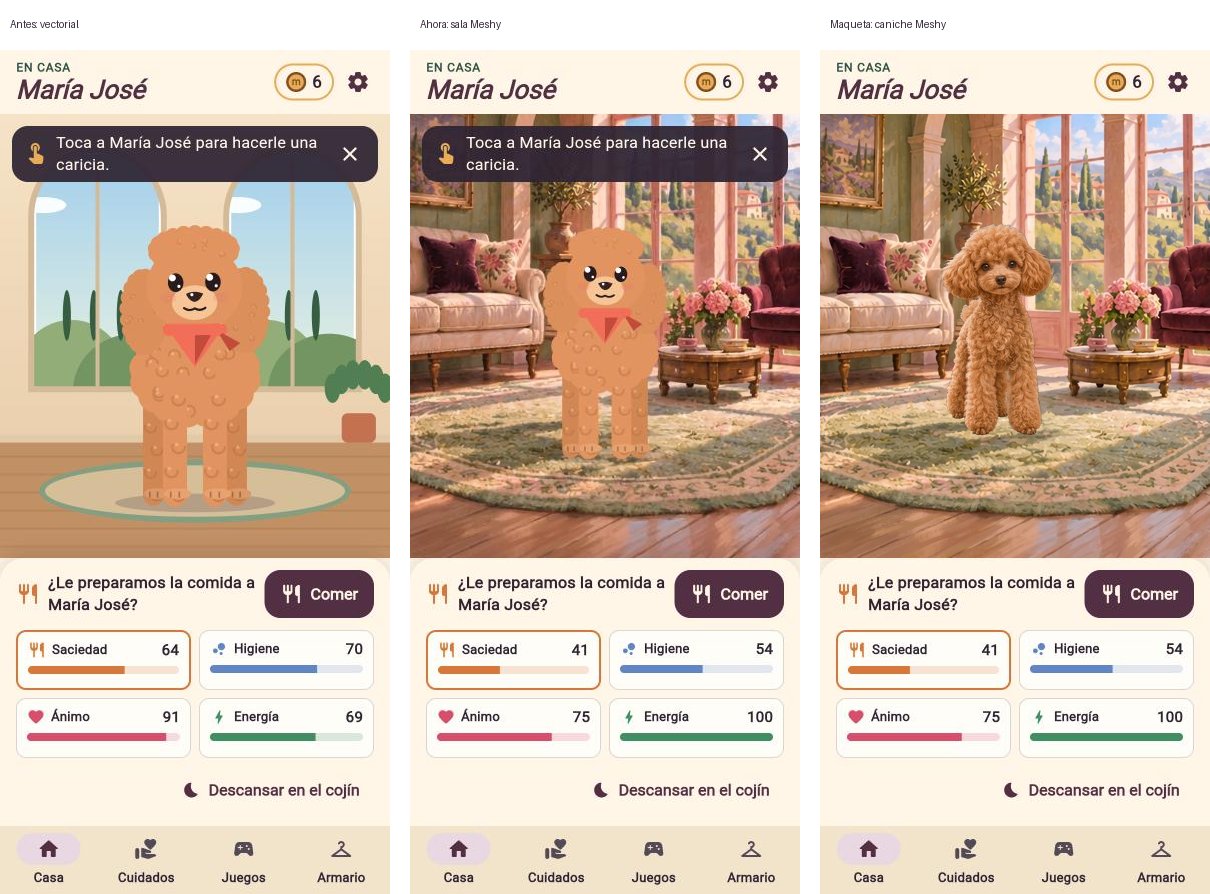 Antes: vectorial
EN CASA
María José
m 6
Toca a María José para hacerle una
caricia.
¿Le preparamos la comida a
María José?
Comer
Saciedad 64
Higiene 70
Ánimo 91
Energía 69
Descansar en el cojín
Casa
Cuidados
Juegos
Armario
Ahora: sala Meshy
EN CASA
María José
m 6
Toca a María José para hacerle una
caricia.
¿Le preparamos la comida a
María José?
Comer
Saciedad 41
Higiene 54
Ánimo 75
Energía 100
Descansar en el cojín
Casa
Cuidados
Juegos
Armario
Maqueta: caniche Meshy
EN CASA
María José
m 6
¿Le preparamos la comida a
María José?
Comer
Saciedad 41
Higiene 54
Ánimo 75
Energía 100
Descansar en el cojín
Casa
Cuidados
Juegos
Armario